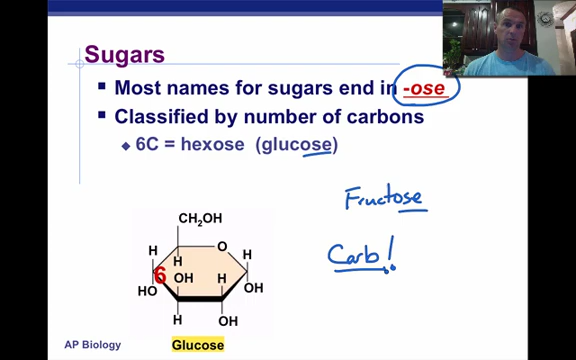 Sugars
Most names for sugars end in -ose
Classified by number of carbons
6C = hexose (glucose)
Fructose
Carb!
CH₂OH
O
H
H
H
6
OH
H
HO
OH
H
OH
AP Biology
Glucose